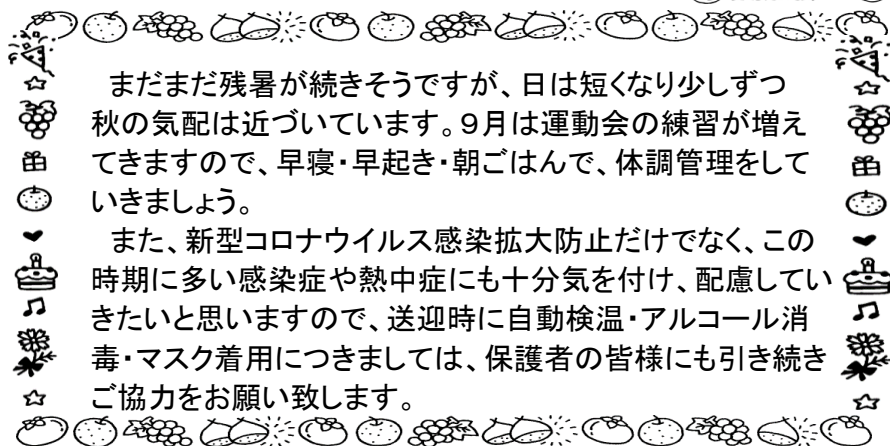 まだまだ残暑が続きそうですが、日は短くなり少しずつ
秋の気配は近づいています。9月は運動会の練習が増え
てきますので、早寝・早起き・朝ごはんで、体調管理をして
いきましょう。
　また、新型コロナウイルス感染拡大防止だけでなく、この
時期に多い感染症や熱中症にも十分気を付け、配慮してい
きたいと思いますので、送迎時に自動検温・アルコール消
毒・マスク着用につきましては、保護者の皆様にも引き続き
ご協力をお願い致します。